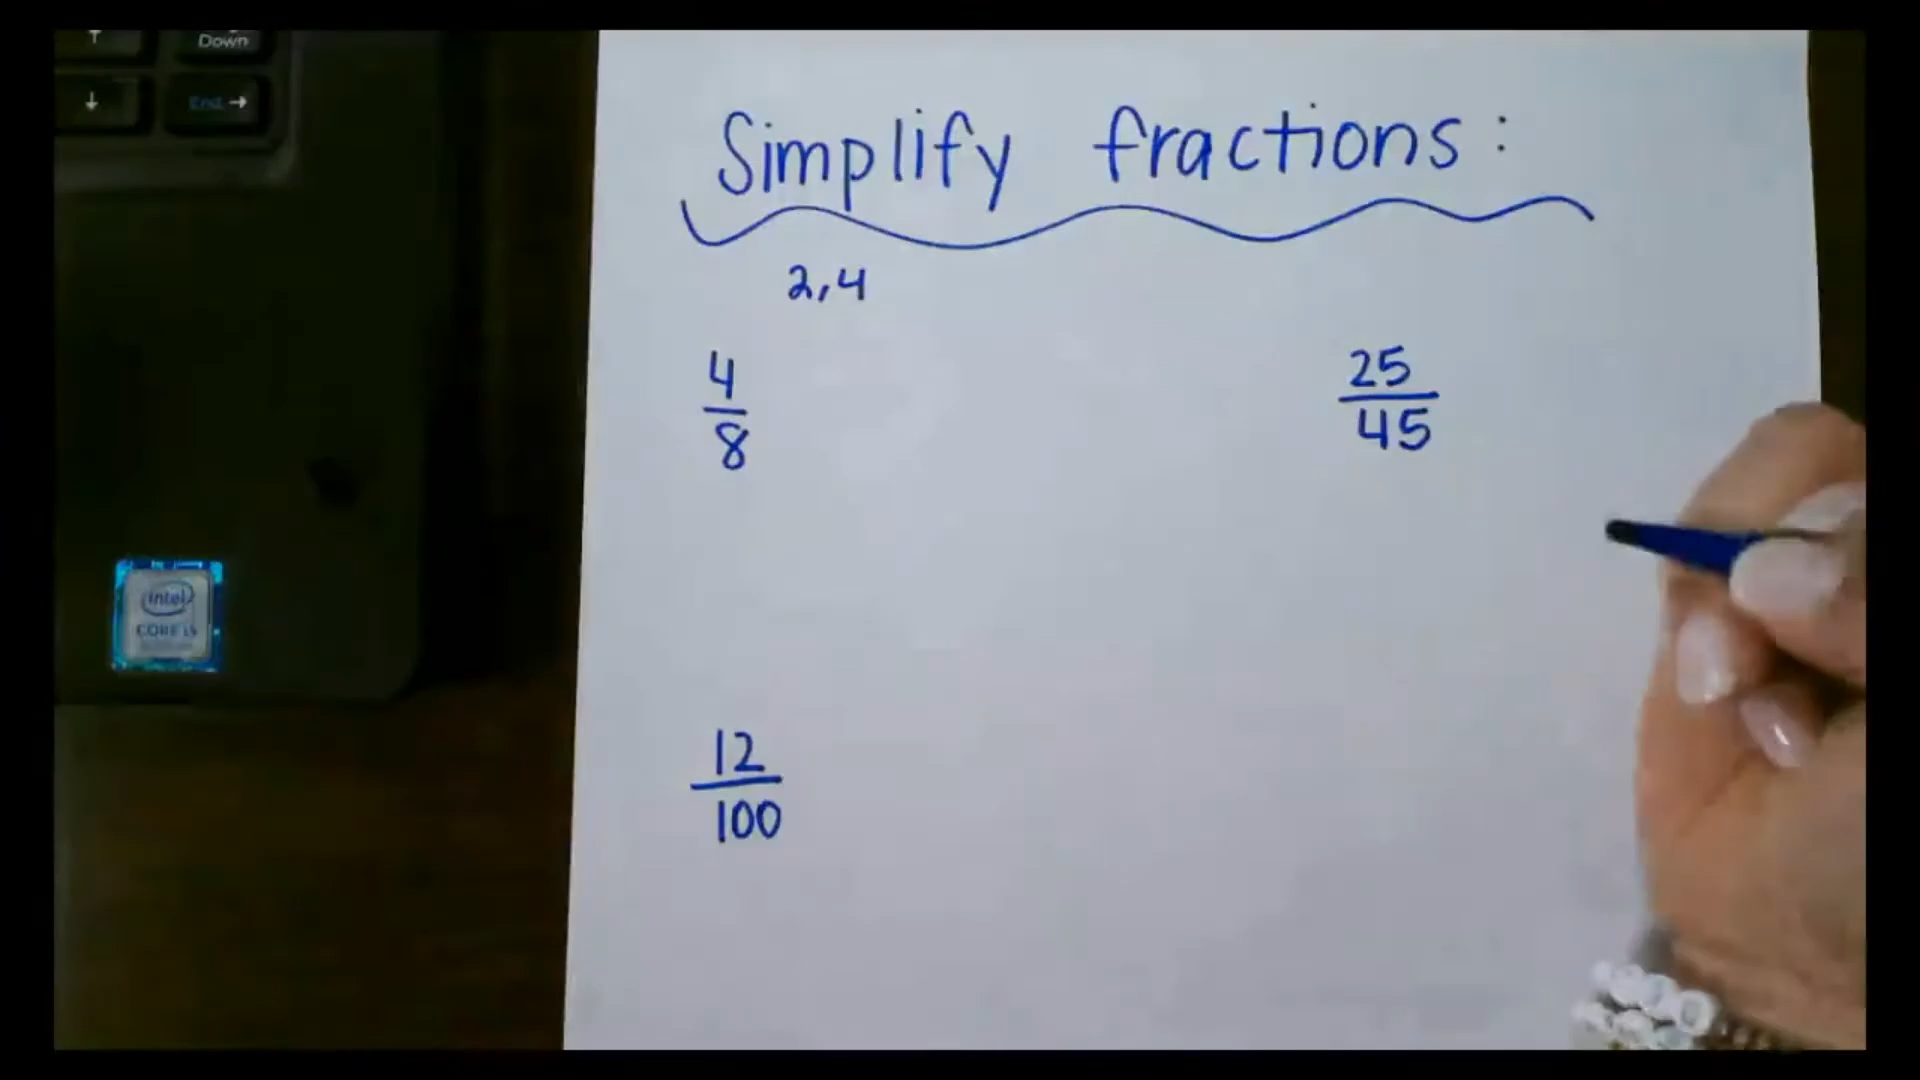 Down
End →
Simplify fractions:
2,4
4
8
25
45
12
100
intel
CORE i5